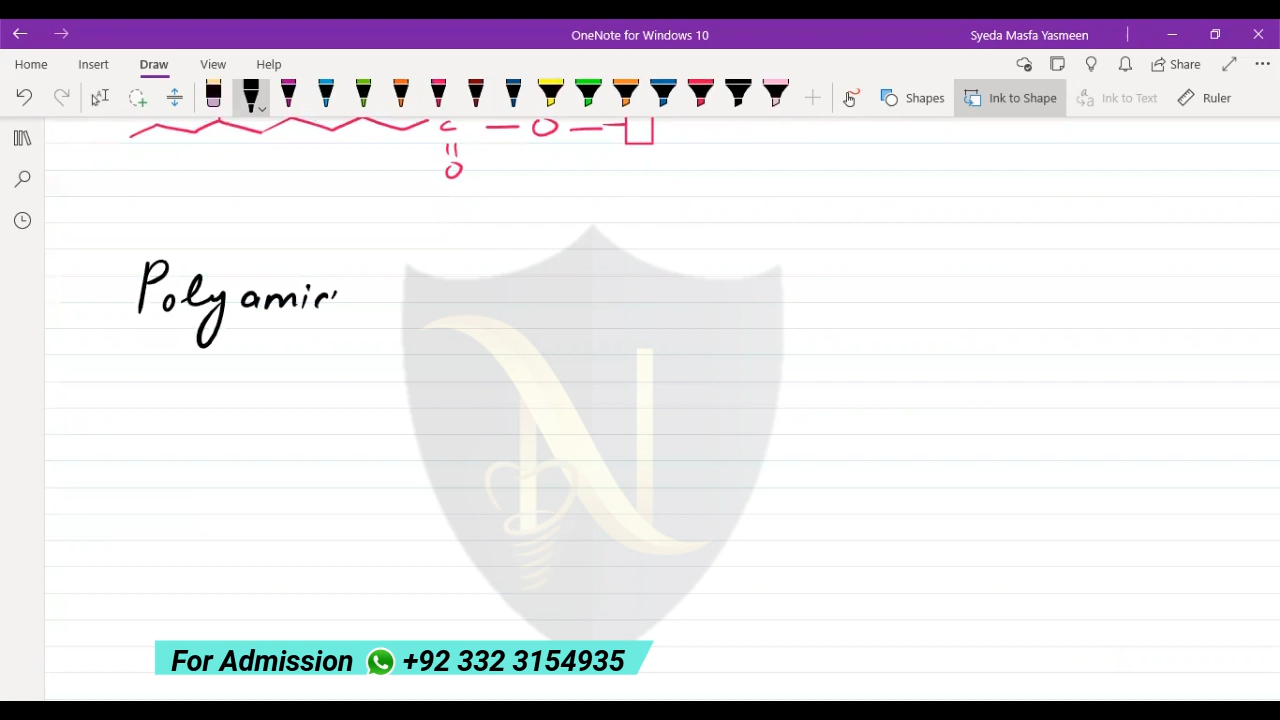 OneNote for Windows 10
Syeda Masfa Yasmeen
Home Insert Draw View Help
Share
Shapes Ink to Shape Ink to Text Ruler
C — O —
O
Polyami
N
For Admission +92 332 3154935